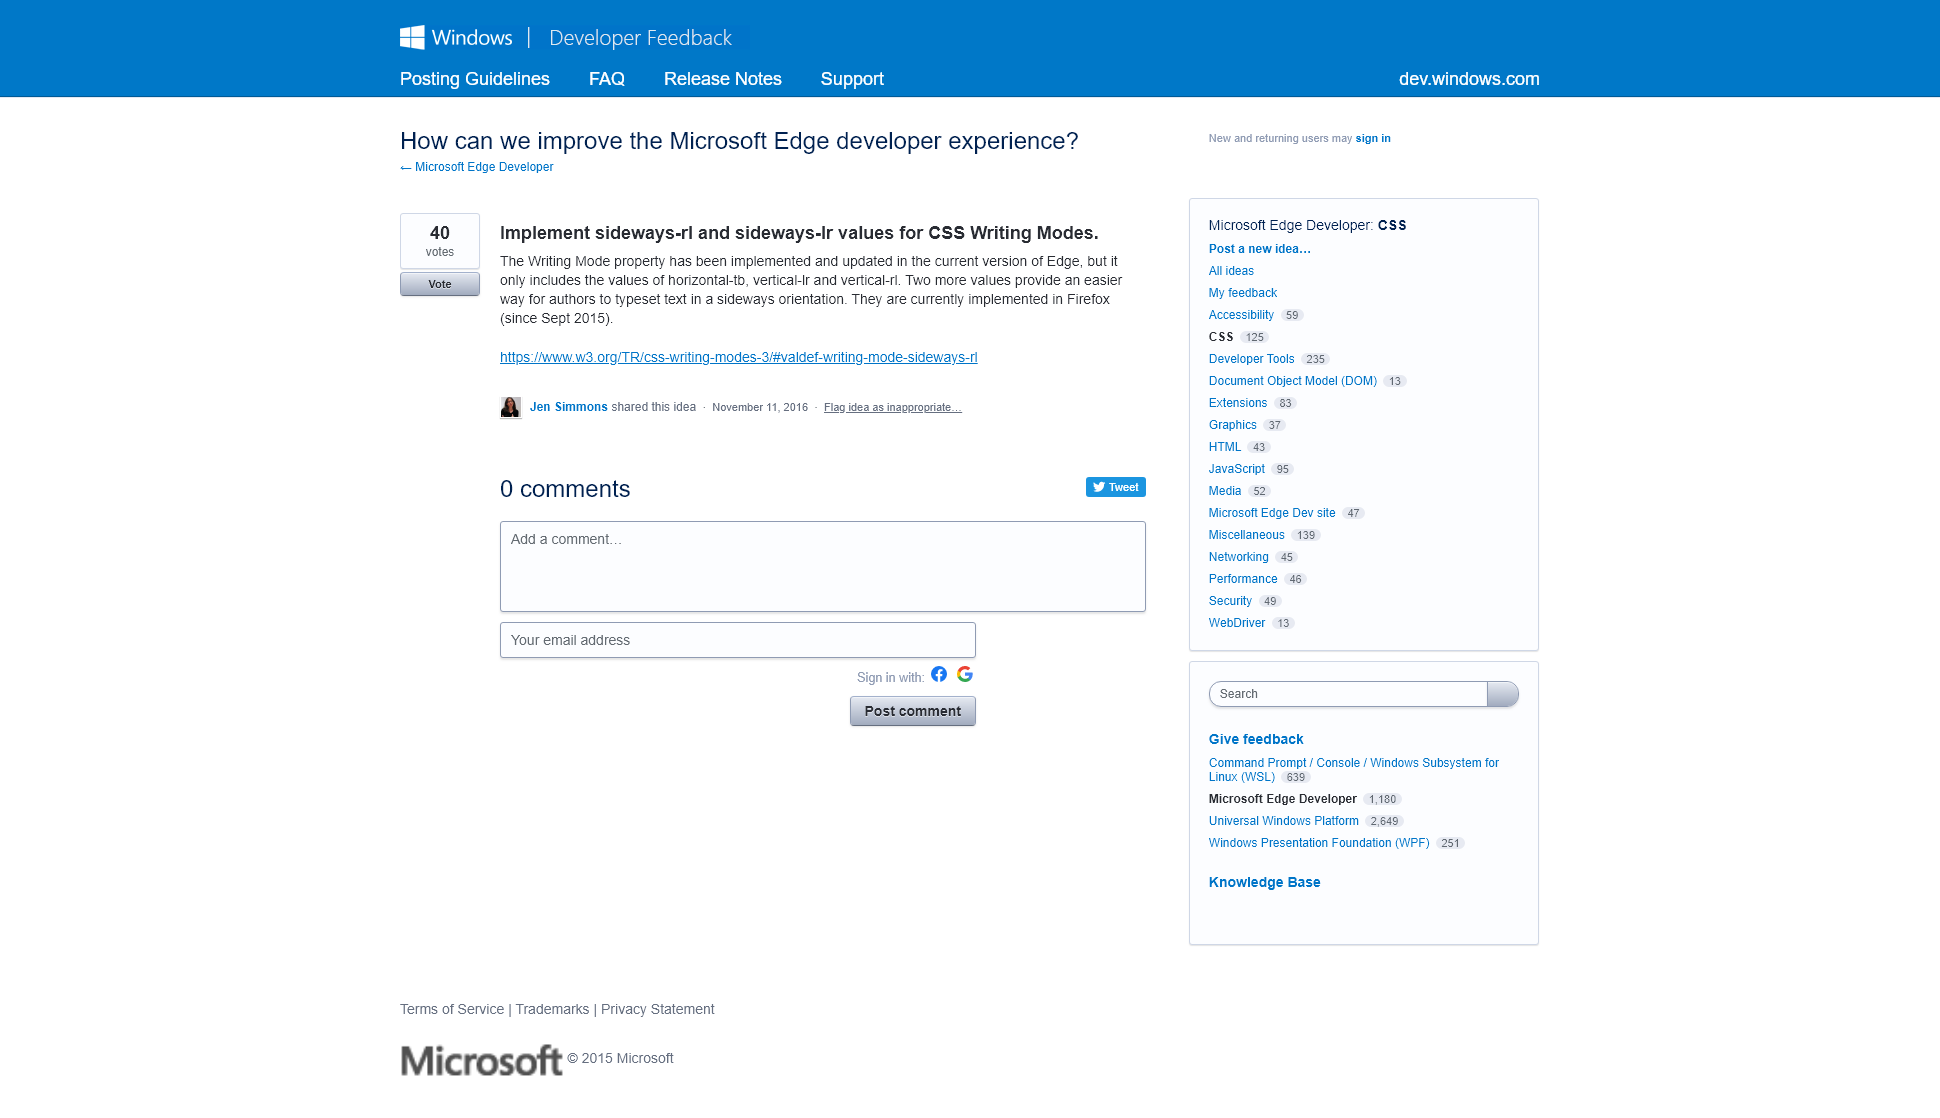 Windows | Developer Feedback
Posting Guidelines FAQ Release Notes Support dev.windows.com
How can we improve the Microsoft Edge developer experience?
← Microsoft Edge Developer
New and returning users may sign in
40
votes
Vote
Implement sideways-rl and sideways-lr values for CSS Writing Modes.
The Writing Mode property has been implemented and updated in the current version of Edge, but it
only includes the values of horizontal-tb, vertical-lr and vertical-rl. Two more values provide an easier
way for authors to typeset text in a sideways orientation. They are currently implemented in Firefox
(since Sept 2015).
https://www.w3.org/TR/css-writing-modes-3/#valdef-writing-mode-sideways-rl
Jen Simmons shared this idea · November 11, 2016 · Flag idea as inappropriate…
0 comments
Tweet
Add a comment…
Your email address
Sign in with:
Post comment
Microsoft Edge Developer: CSS
Post a new idea…
All ideas
My feedback
Accessibility 59
CSS 125
Developer Tools 235
Document Object Model (DOM) 13
Extensions 83
Graphics 37
HTML 43
JavaScript 95
Media 52
Microsoft Edge Dev site 47
Miscellaneous 139
Networking 45
Performance 46
Security 49
WebDriver 13
Search
Give feedback
Command Prompt / Console / Windows Subsystem for
Linux (WSL) 639
Microsoft Edge Developer 1,180
Universal Windows Platform 2,649
Windows Presentation Foundation (WPF) 251
Knowledge Base
Terms of Service | Trademarks | Privacy Statement
Microsoft © 2015 Microsoft